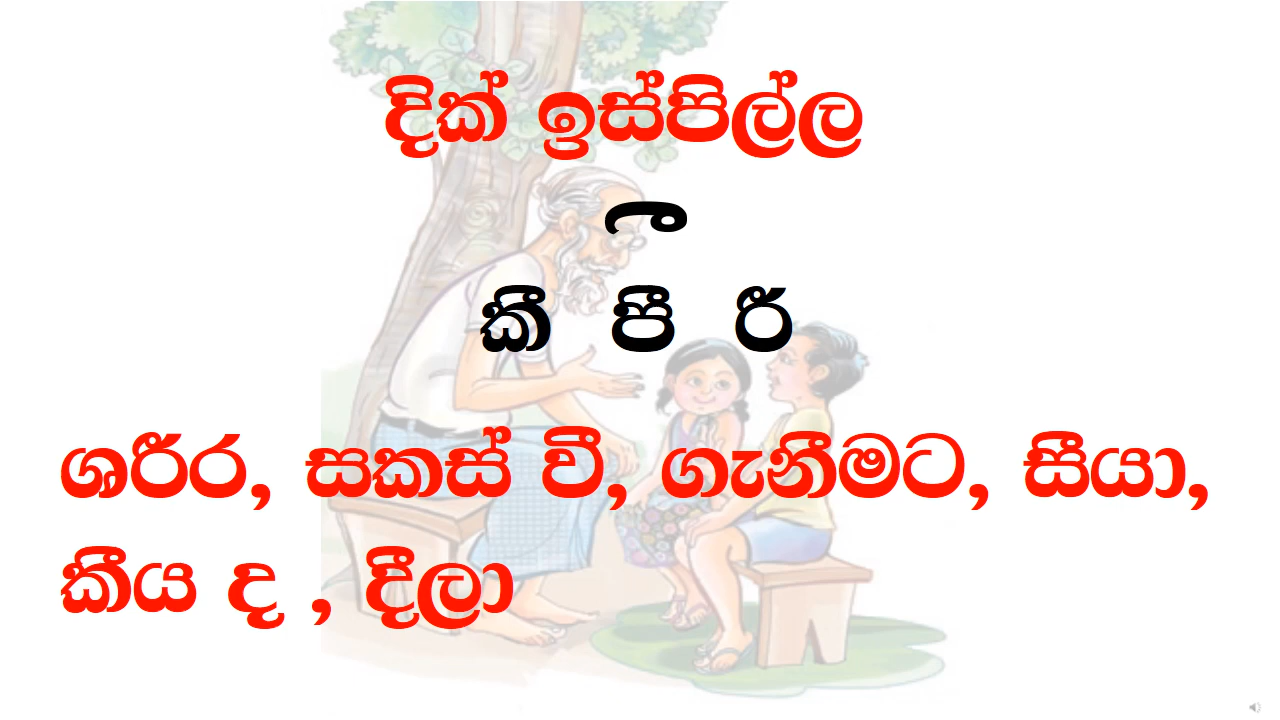 දික් ඉස්පිල්ල
ී
කී පී රී
ශරීර, සකස් වී, ගැනීමට, සීයා,
කීය ද , දීලා